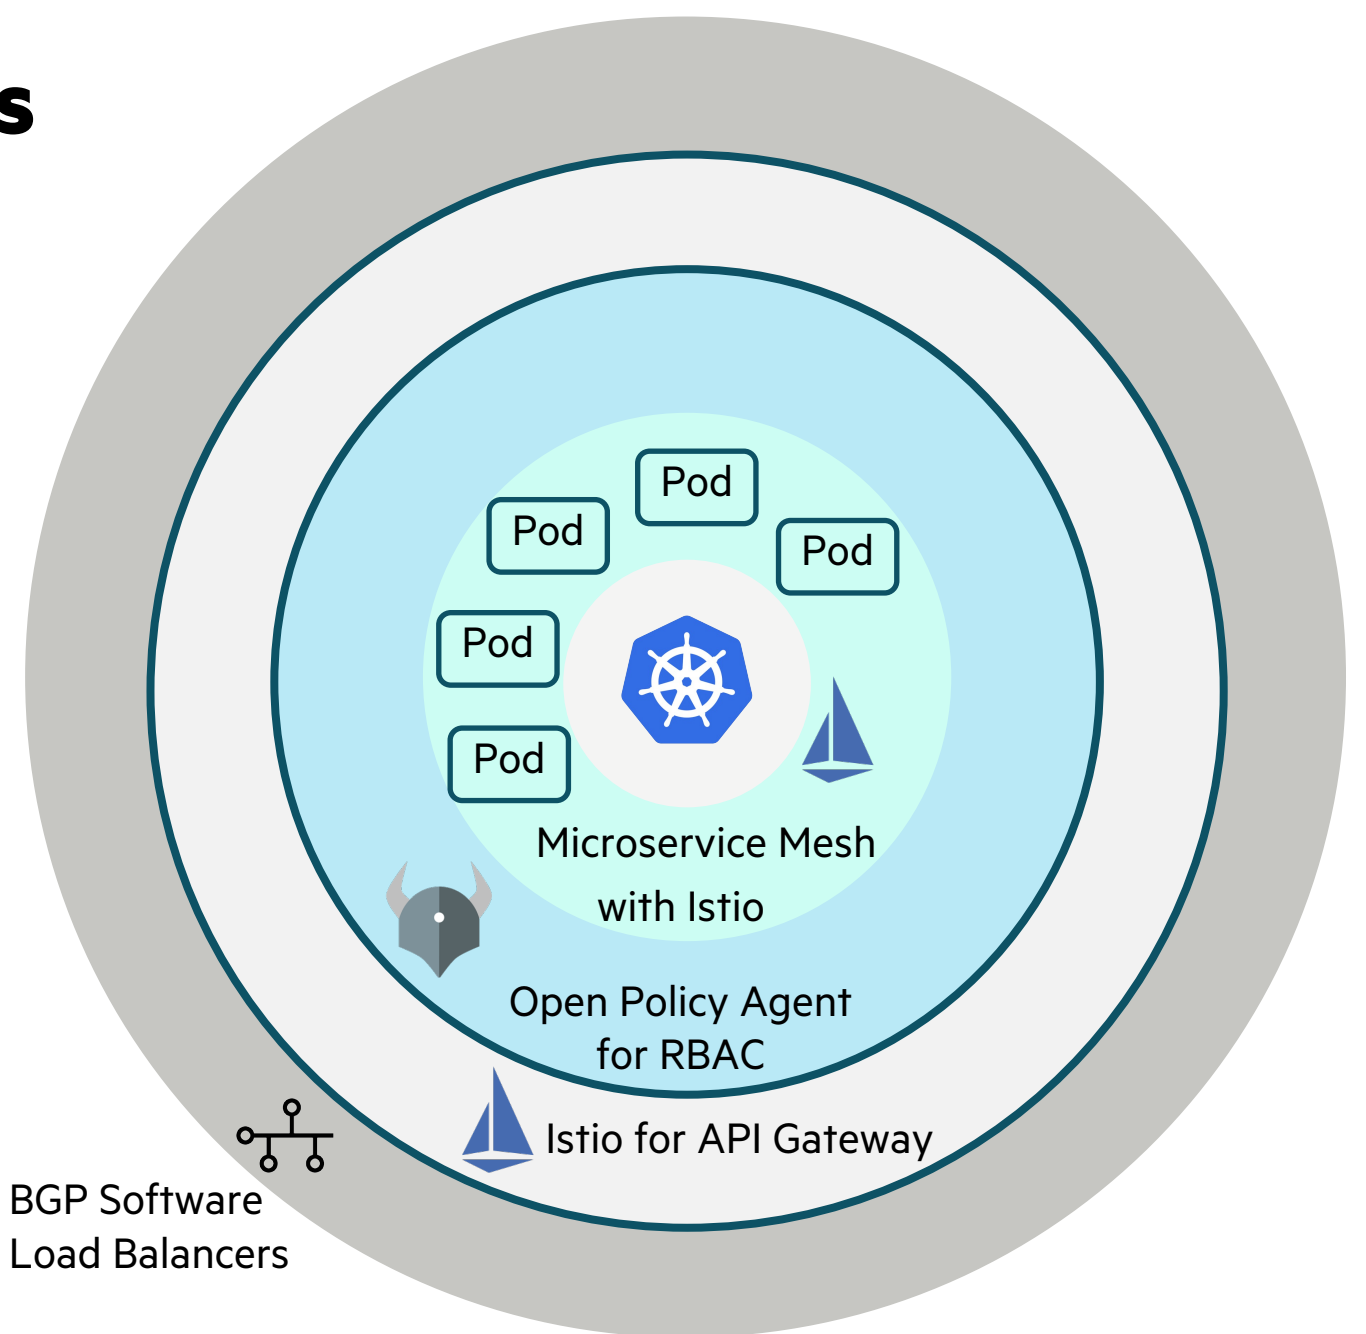 s
Pod
Pod
Pod
Pod
Pod
Microservice Mesh
with Istio
Open Policy Agent
for RBAC
Istio for API Gateway
BGP Software
Load Balancers